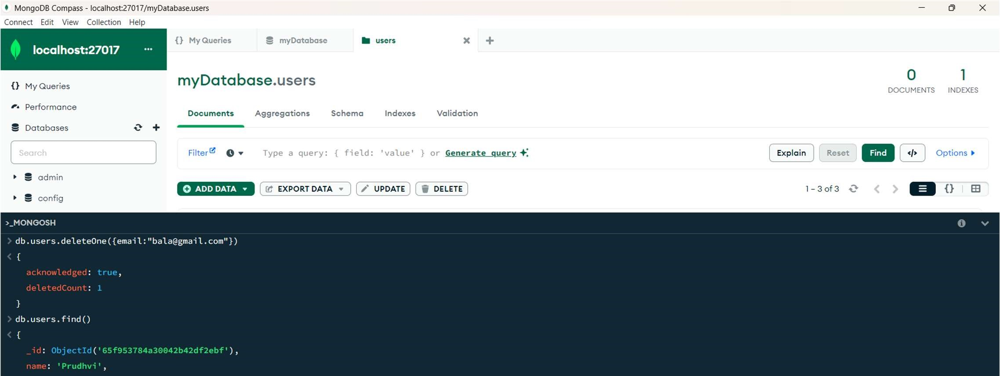 MongoDB Compass - localhost:27017/myDatabase.users
Connect Edit View Collection Help
localhost:27017 ...
{} My Queries
Performance
Databases
Search
admin
config
{} My Queries myDatabase users
myDatabase.users
0 DOCUMENTS 1 INDEXES
Documents Aggregations Schema Indexes Validation
Filter Type a query: { field: 'value' } or Generate query Explain Reset Find </> Options
ADD DATA EXPORT DATA UPDATE DELETE 1 – 3 of 3 {}
>_MONGOSH
> db.users.deleteOne({email:"bala@gmail.com"})
< {
acknowledged: true,
deletedCount: 1
}
> db.users.find()
< {
_id: ObjectId('65f953784a30042b42df2ebf'),
name: 'Prudhvi',